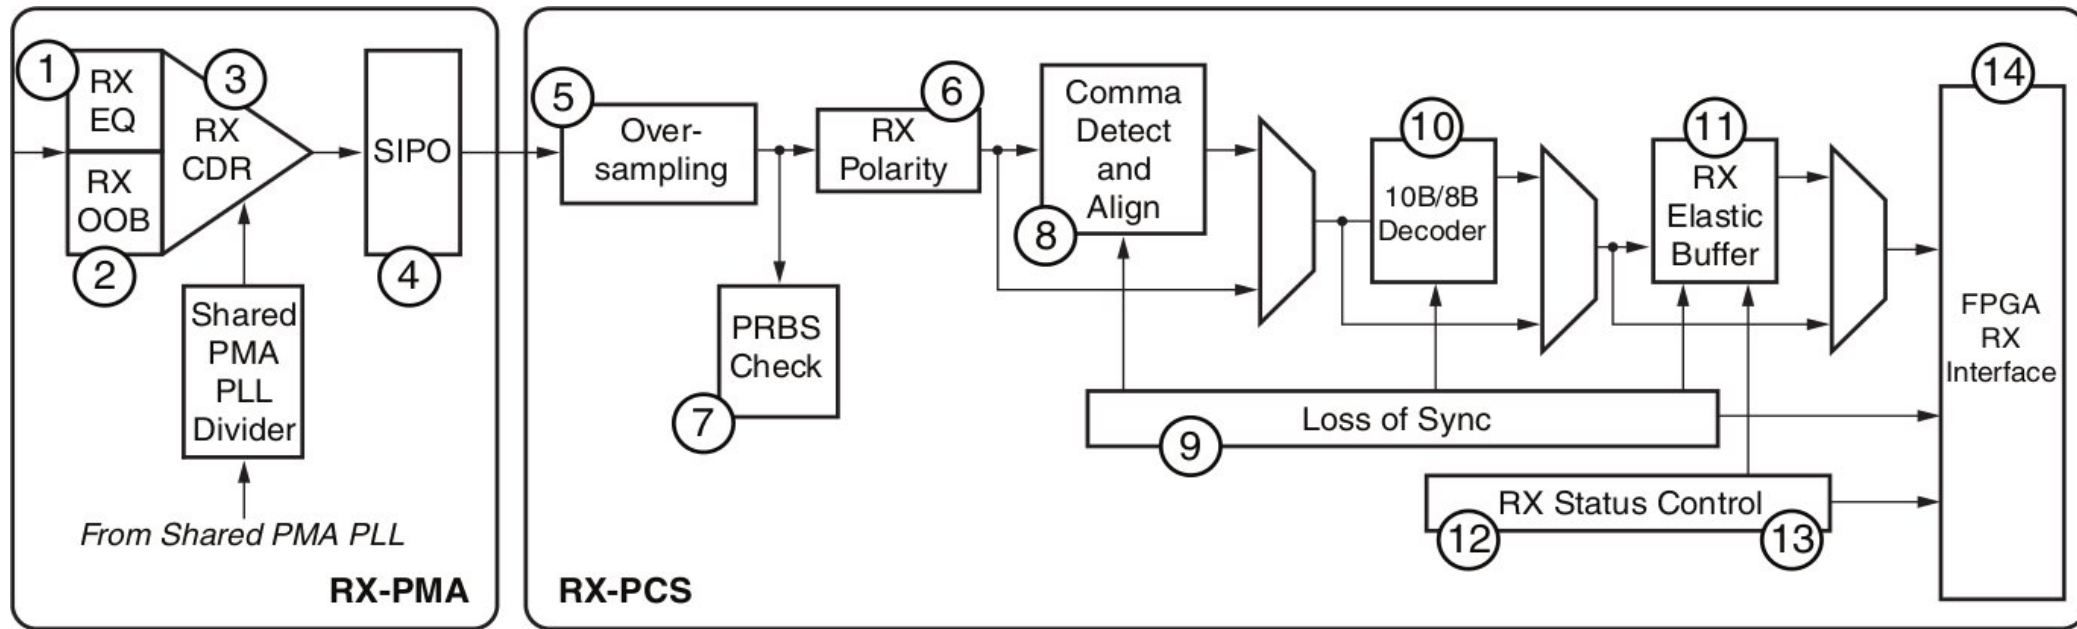 1
RX
EQ
RX
OOB
2
3
RX
CDR
Shared
PMA
PLL
Divider
From Shared PMA PLL
SIPO
4
RX-PMA
5
Over-
sampling
6
RX
Polarity
PRBS
Check
7
Comma
Detect
and
Align
8
10
10B/8B
Decoder
11
RX
Elastic
Buffer
Loss of Sync
9
RX Status Control
12
13
14
FPGA
RX
Interface
RX-PCS